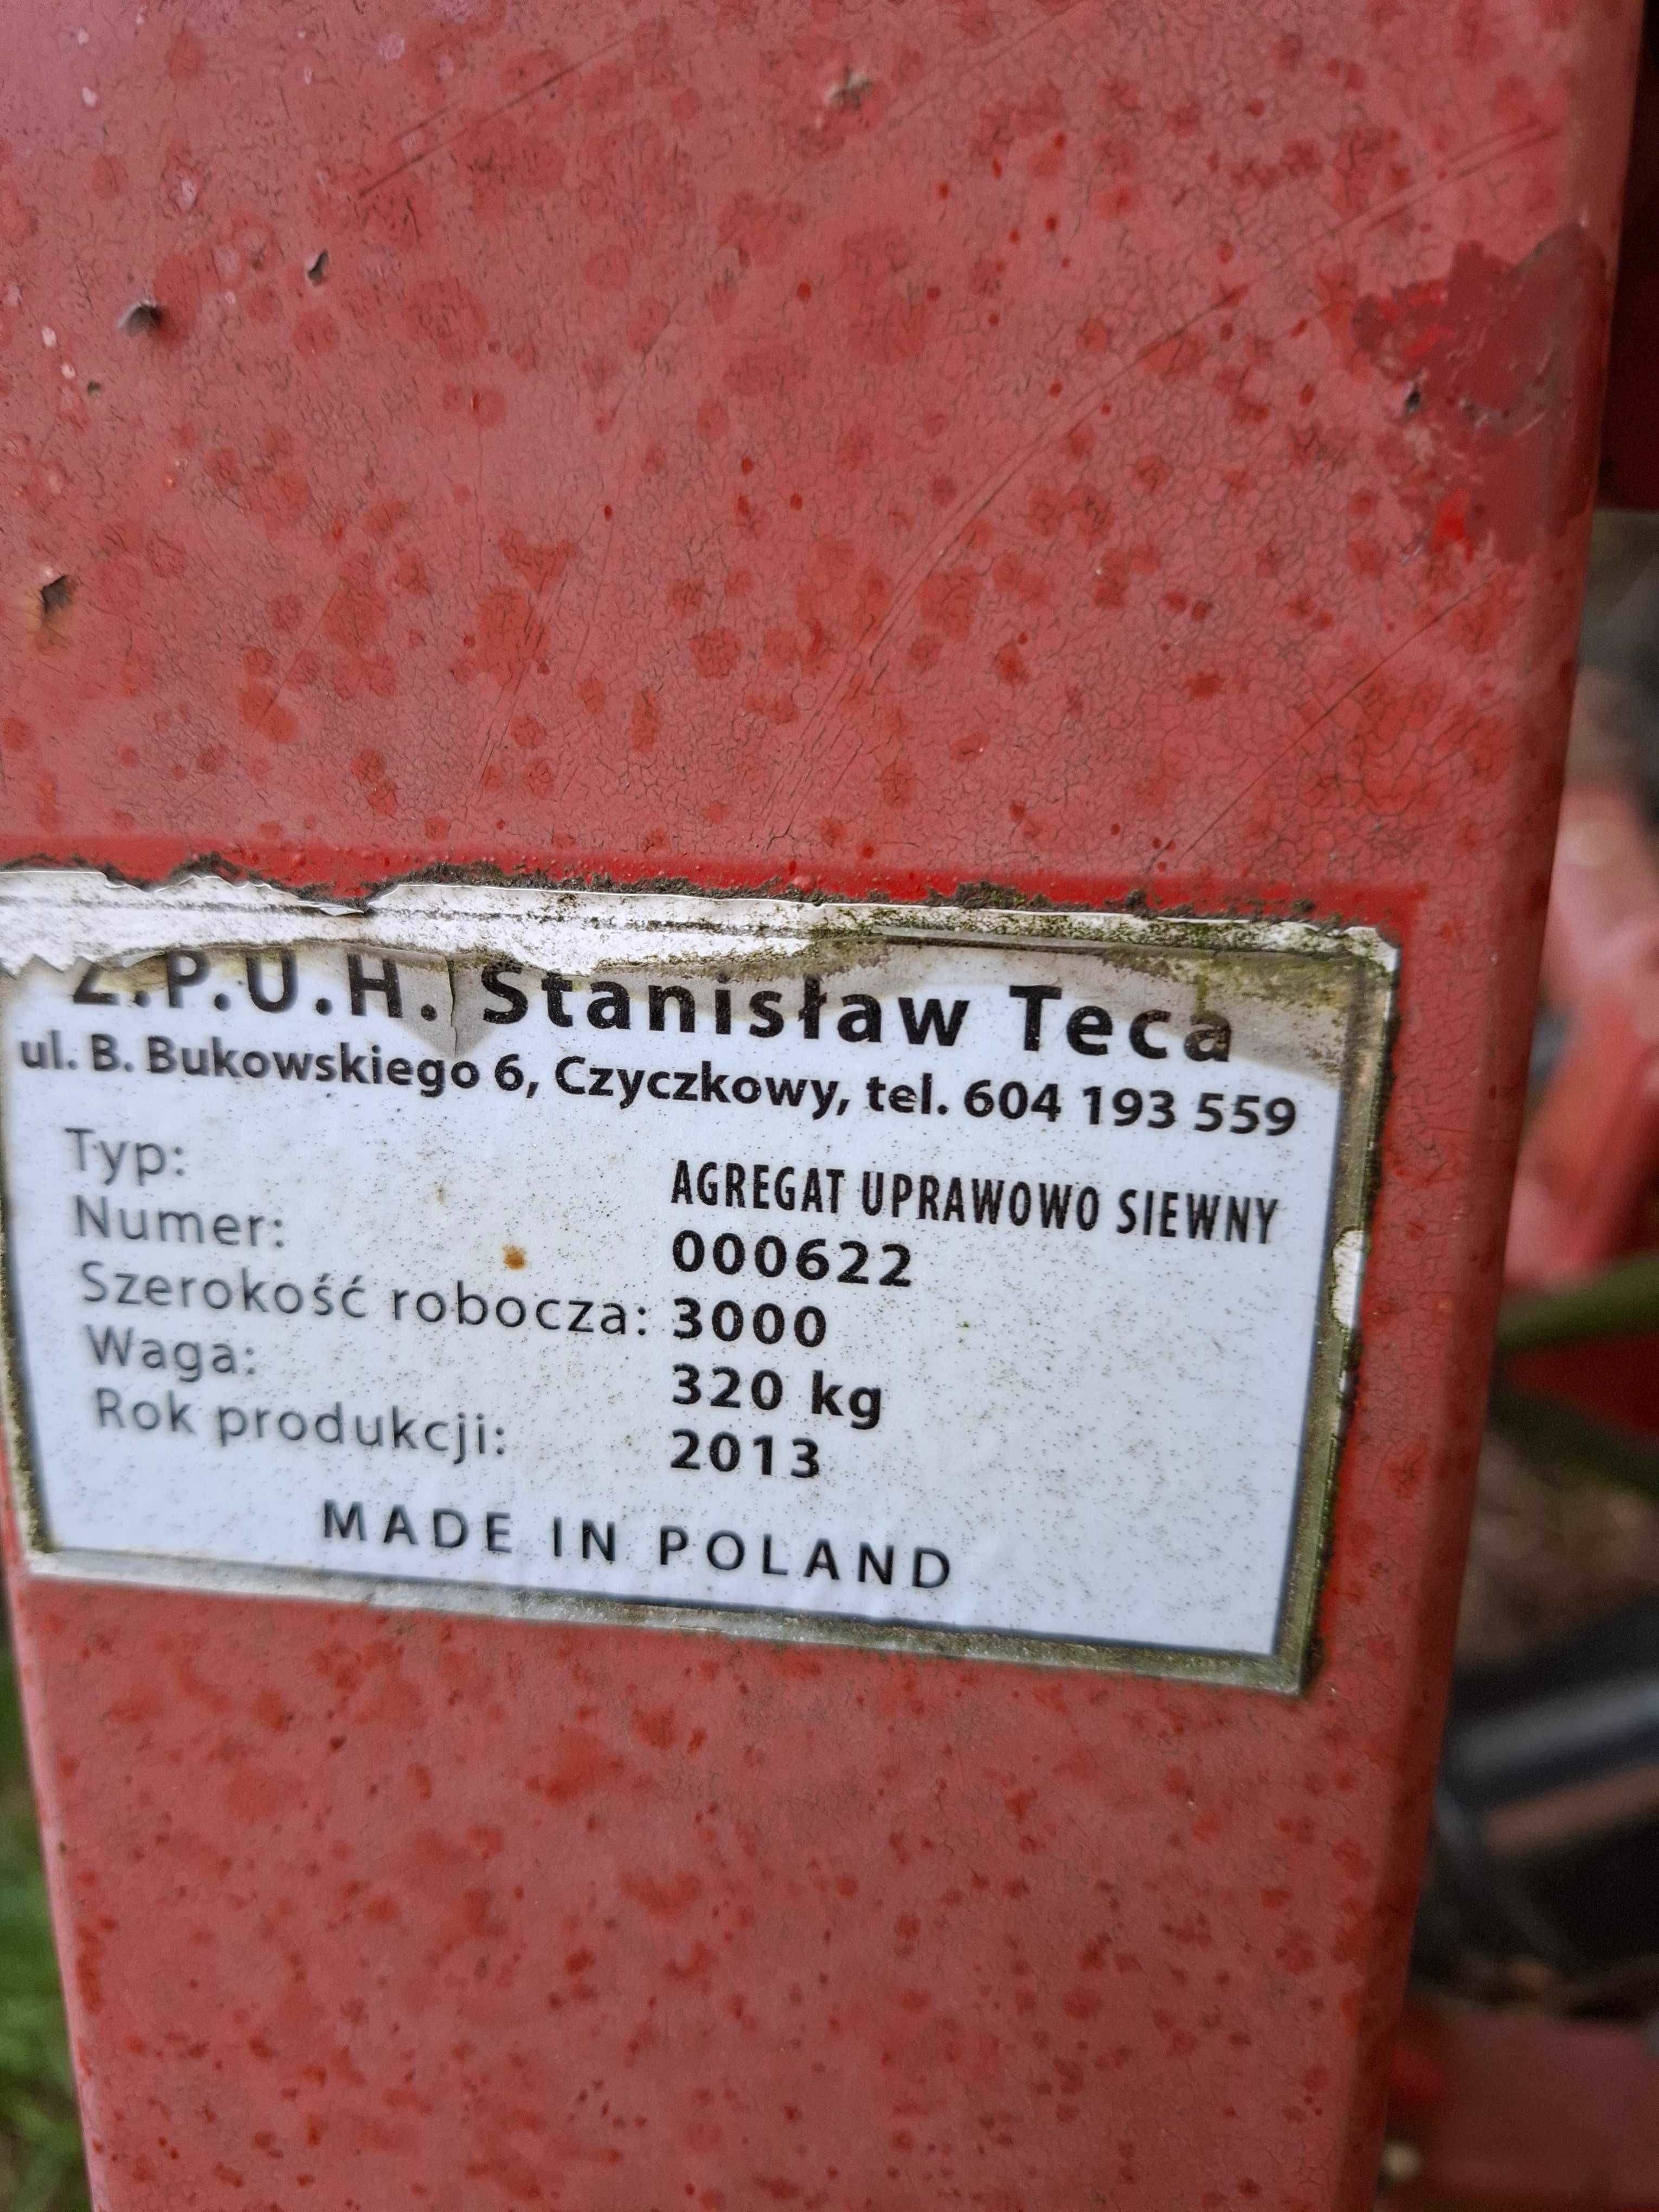 Z.P.U.H. Stanisław Teca
ul. B. Bukowskiego 6, Czyczkowy, tel. 604 193 559
Typ: AGREGAT UPRAWOWO SIEWNY
Numer: 000622
Szerokość robocza: 3000
Waga: 320 kg
Rok produkcji: 2013
MADE IN POLAND